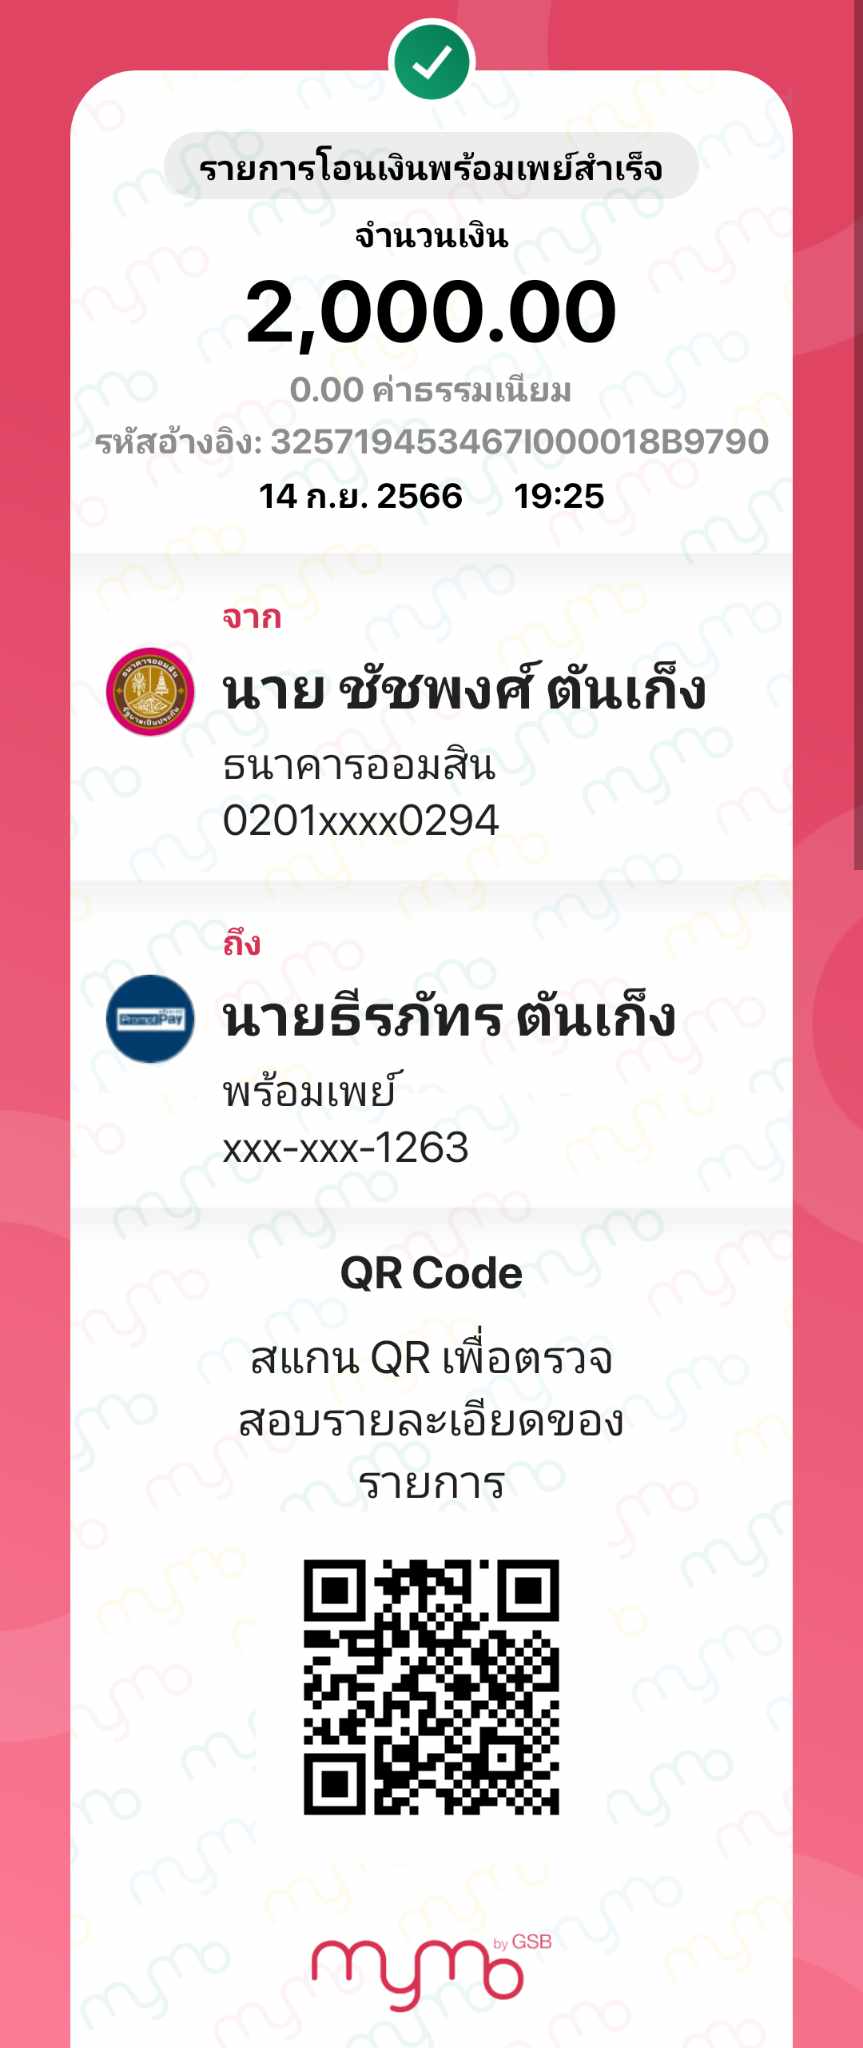 รายการโอนเงินพร้อมเพย์สำเร็จ
จำนวนเงิน
2,000.00
0.00 ค่าธรรมเนียม
รหัสอ้างอิง: 325719453467I000018B9790
14 ก.ย. 2566 19:25
จาก
นาย ชัชพงศ์ ตันเก็ง
ธนาคารออมสิน
0201xxxx0294
ถึง
นายธีรภัทร ตันเก็ง
PromptPay
พร้อมเพย์
xxx-xxx-1263
QR Code
สแกน QR เพื่อตรวจ
สอบรายละเอียดของ
รายการ
mymo by GSB